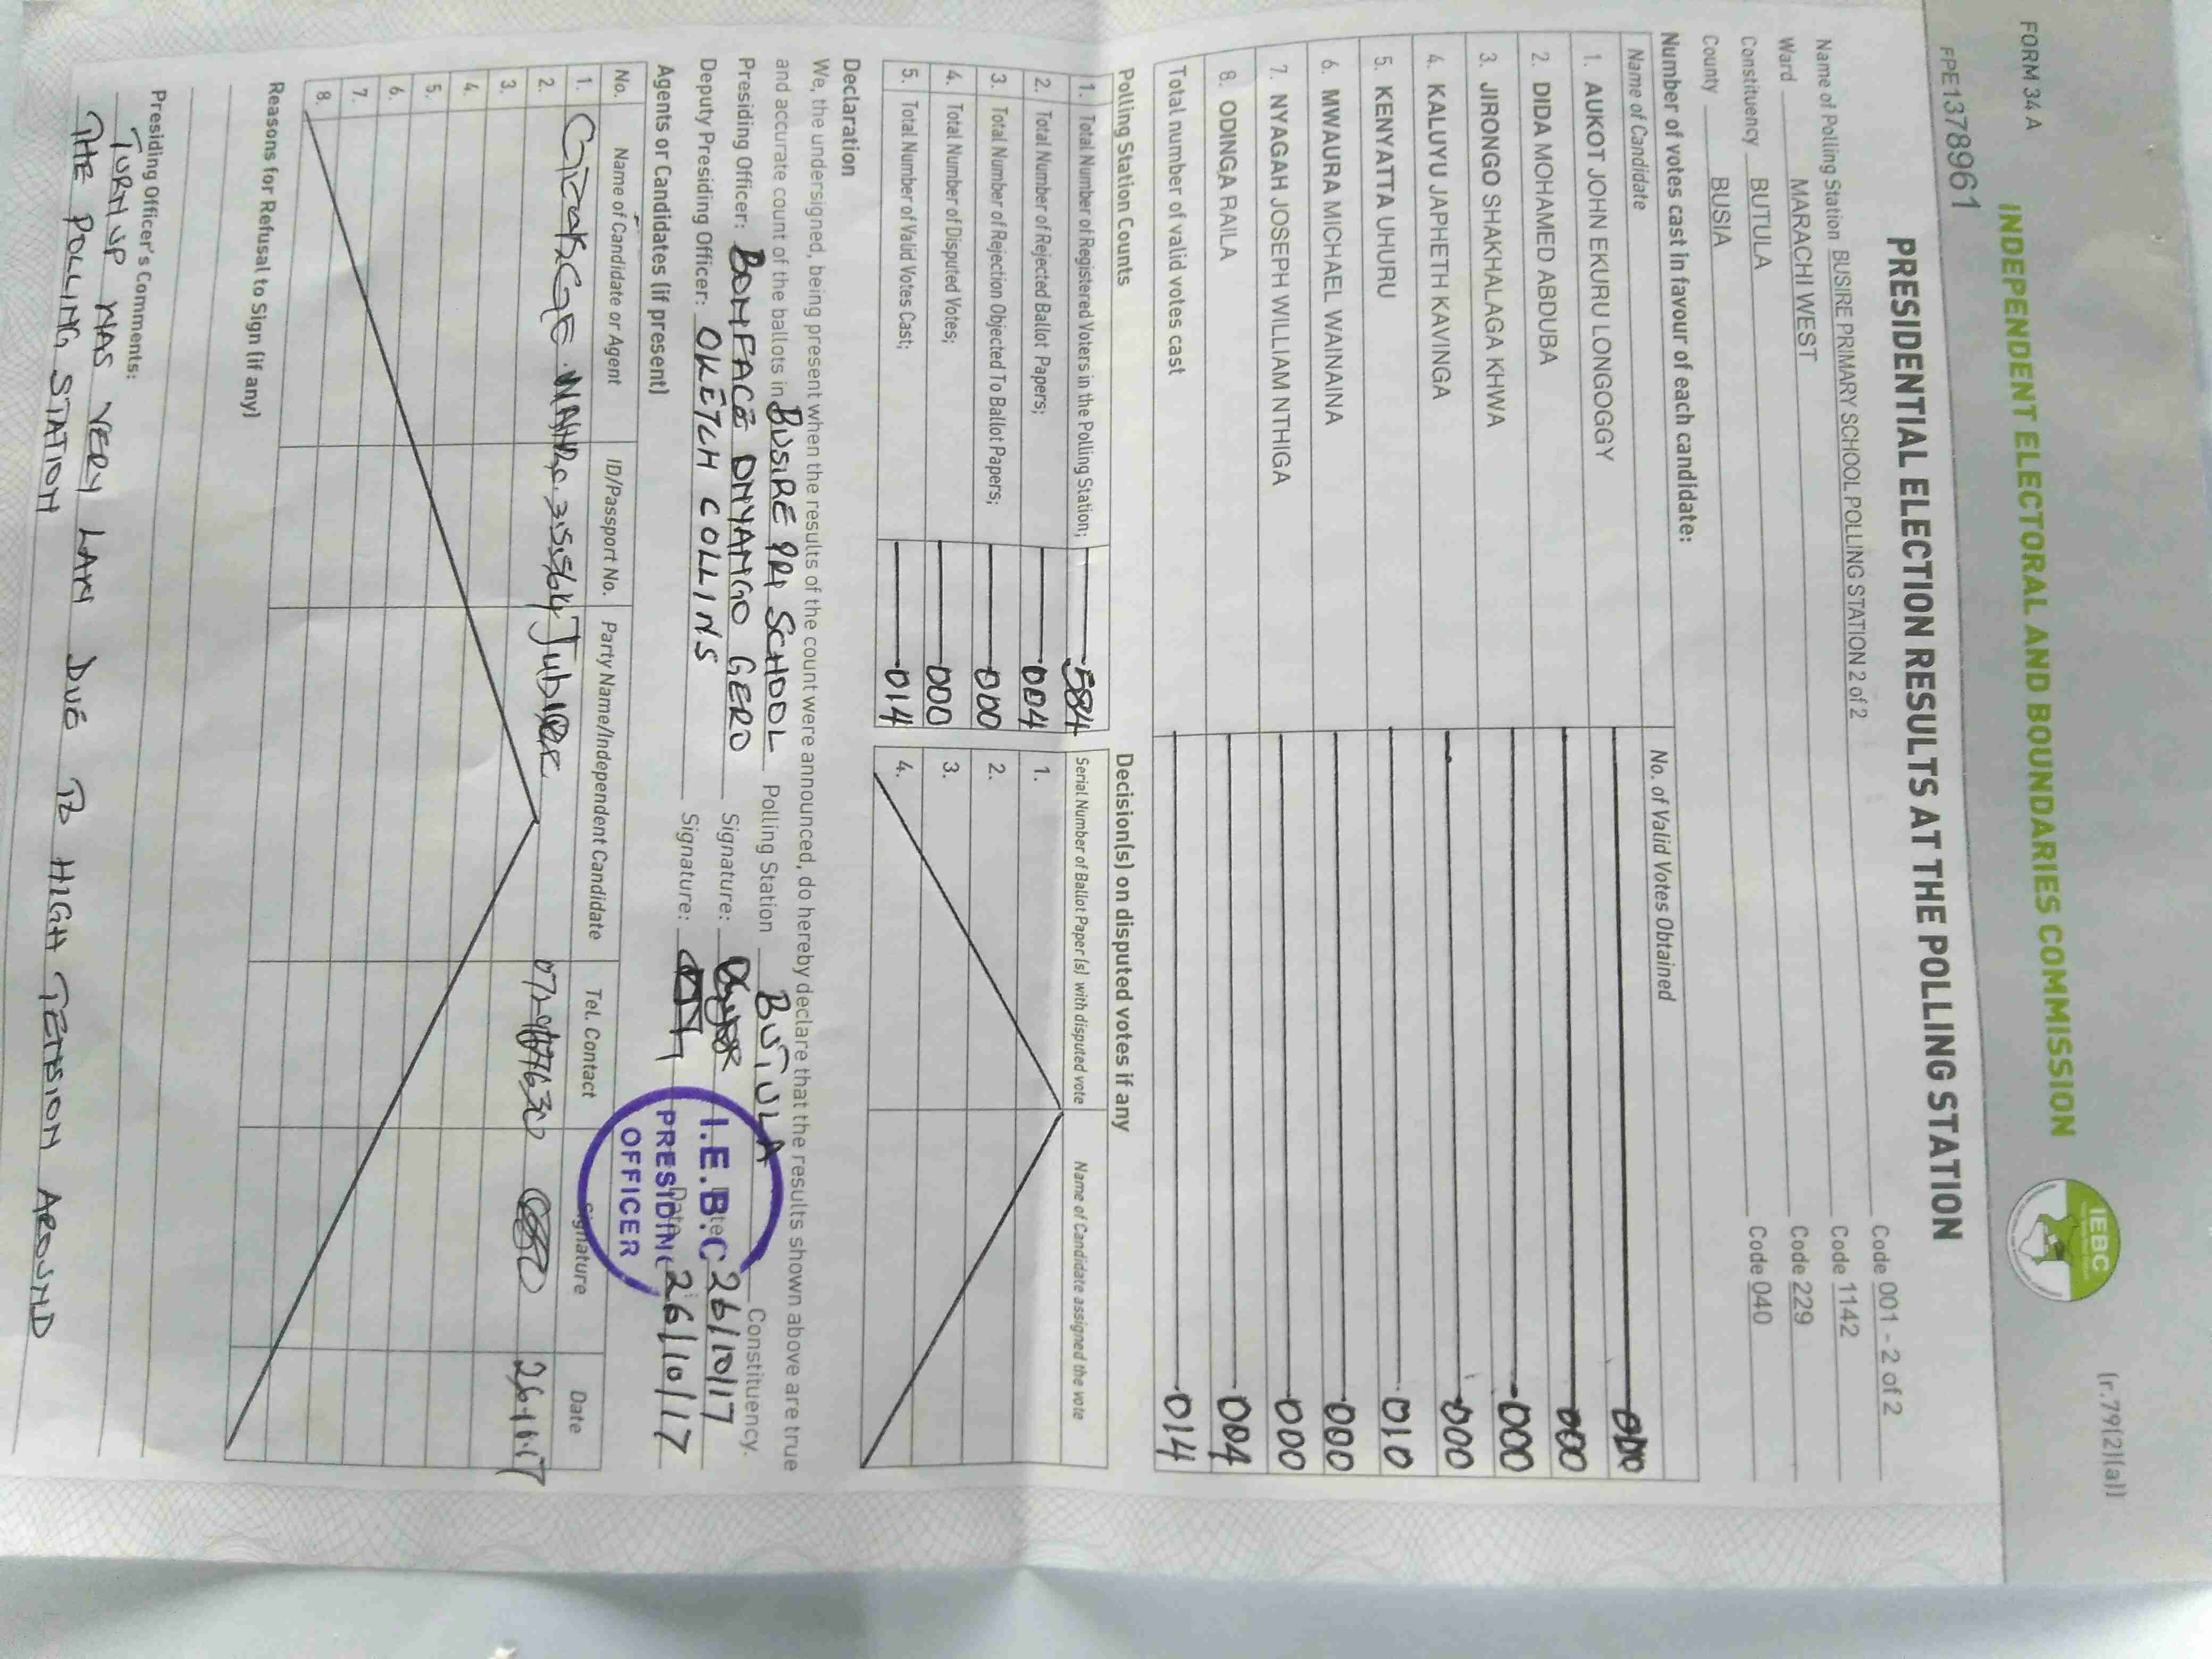 FORM 34 A
(r.79(2)(a))
INDEPENDENT ELECTORAL AND BOUNDARIES COMMISSION
IEBC
FPE1378961
PRESIDENTIAL ELECTION RESULTS AT THE POLLING STATION
Name of Polling Station BUSIRE PRIMARY SCHOOL POLLING STATION 2 of 2 Code 001 - 2 of 2
Ward MARACHI WEST Code 1142
Constituency BUTULA Code 229
County BUSIA Code 040
Number of votes cast in favour of each candidate:
Name of Candidate No. of Valid Votes Obtained
1. AUKOT JOHN EKURU LONGOGGY 000
2. DIDA MOHAMED ABDUBA 000
3. JIRONGO SHAKHALAGA KHWA 000
4. KALUYU JAPHETH KAVINGA 000
5. KENYATTA UHURU 010
6. MWAURA MICHAEL WAINAINA 000
7. NYAGAH JOSEPH WILLIAM NTHIGA 000
8. ODINGA RAILA 004
Total number of valid votes cast 014
Polling Station Counts
1. Total Number of Registered Voters in the Polling Station; 584
2. Total Number of Rejected Ballot Papers; 004
3. Total Number of Rejection Objected To Ballot Papers; 000
4. Total Number of Disputed Votes; 000
5. Total Number of Valid Votes Cast; 014
Decision(s) on disputed votes if any
Serial Number of Ballot Paper (s) with disputed vote Name of Candidate assigned the vote
1.
2.
3.
4.
Declaration
We, the undersigned, being present when the results of the count were announced, do hereby declare that the results shown above are true
and accurate count of the ballots in BUSIRE PRI SCHOOL Polling Station BUTULA Constituency.
Presiding Officer: BONFACE ONYANGO GERO Signature: Date 26/10/17
Deputy Presiding Officer: OKETCH COLLINS Signature: Date 26/10/17
I.E.B.C
PRESIDING
OFFICER
Agents or Candidates (if present)
No. Name of Candidate or Agent ID/Passport No. Party Name/Independent Candidate Tel. Contact Signature Date
1. Jubilee
2.
3.
4.
5.
6.
7.
8.
Reasons for Refusal to Sign (if any)
Presiding Officer's Comments:
TURN UP WAS VERY LAW DUE TO HIGH TENSION AROUND
THE POLLING STATION